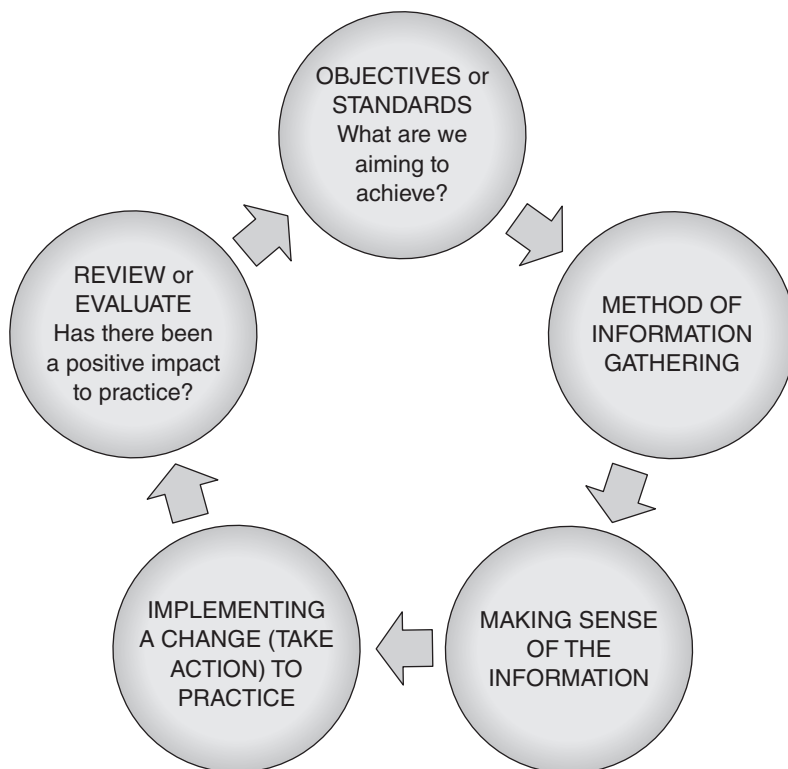 OBJECTIVES or
STANDARDS
What are we
aiming to
achieve?
METHOD OF
INFORMATION
GATHERING
MAKING SENSE
OF THE
INFORMATION
IMPLEMENTING
A CHANGE (TAKE
ACTION) TO
PRACTICE
REVIEW or
EVALUATE
Has there been
a positive impact
to practice?